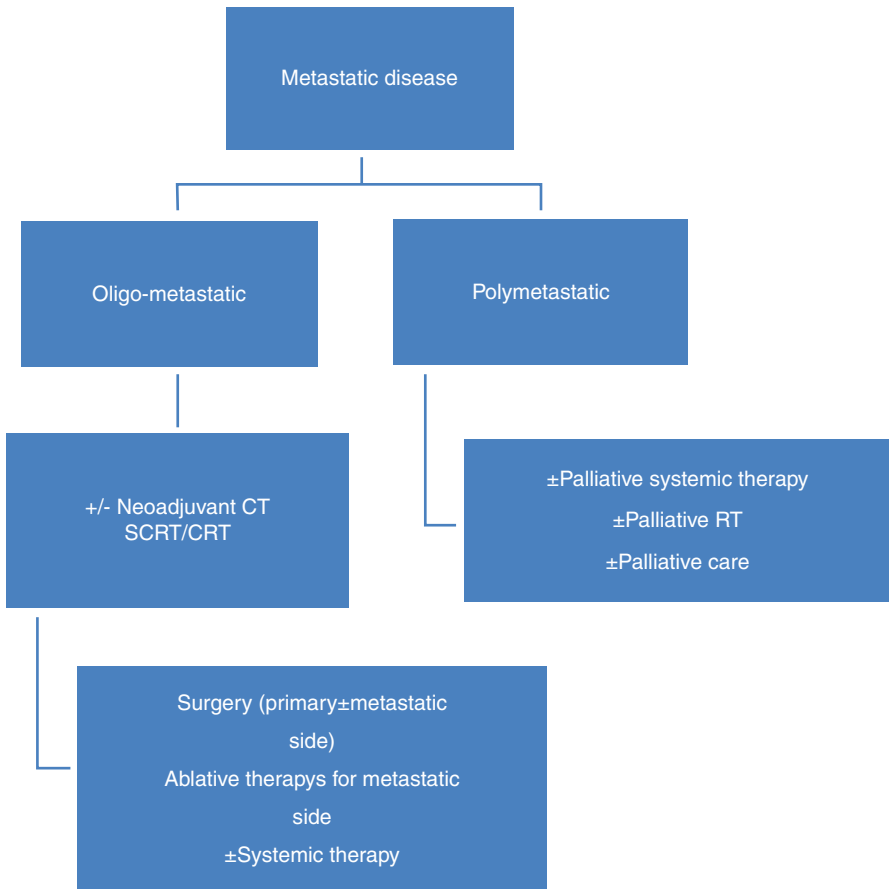 Metastatic disease
Oligo-metastatic
Polymetastatic
+/- Neoadjuvant CT
SCRT/CRT
±Palliative systemic therapy
±Palliative RT
±Palliative care
Surgery (primary±metastatic
side)
Ablative therapys for metastatic
side
±Systemic therapy